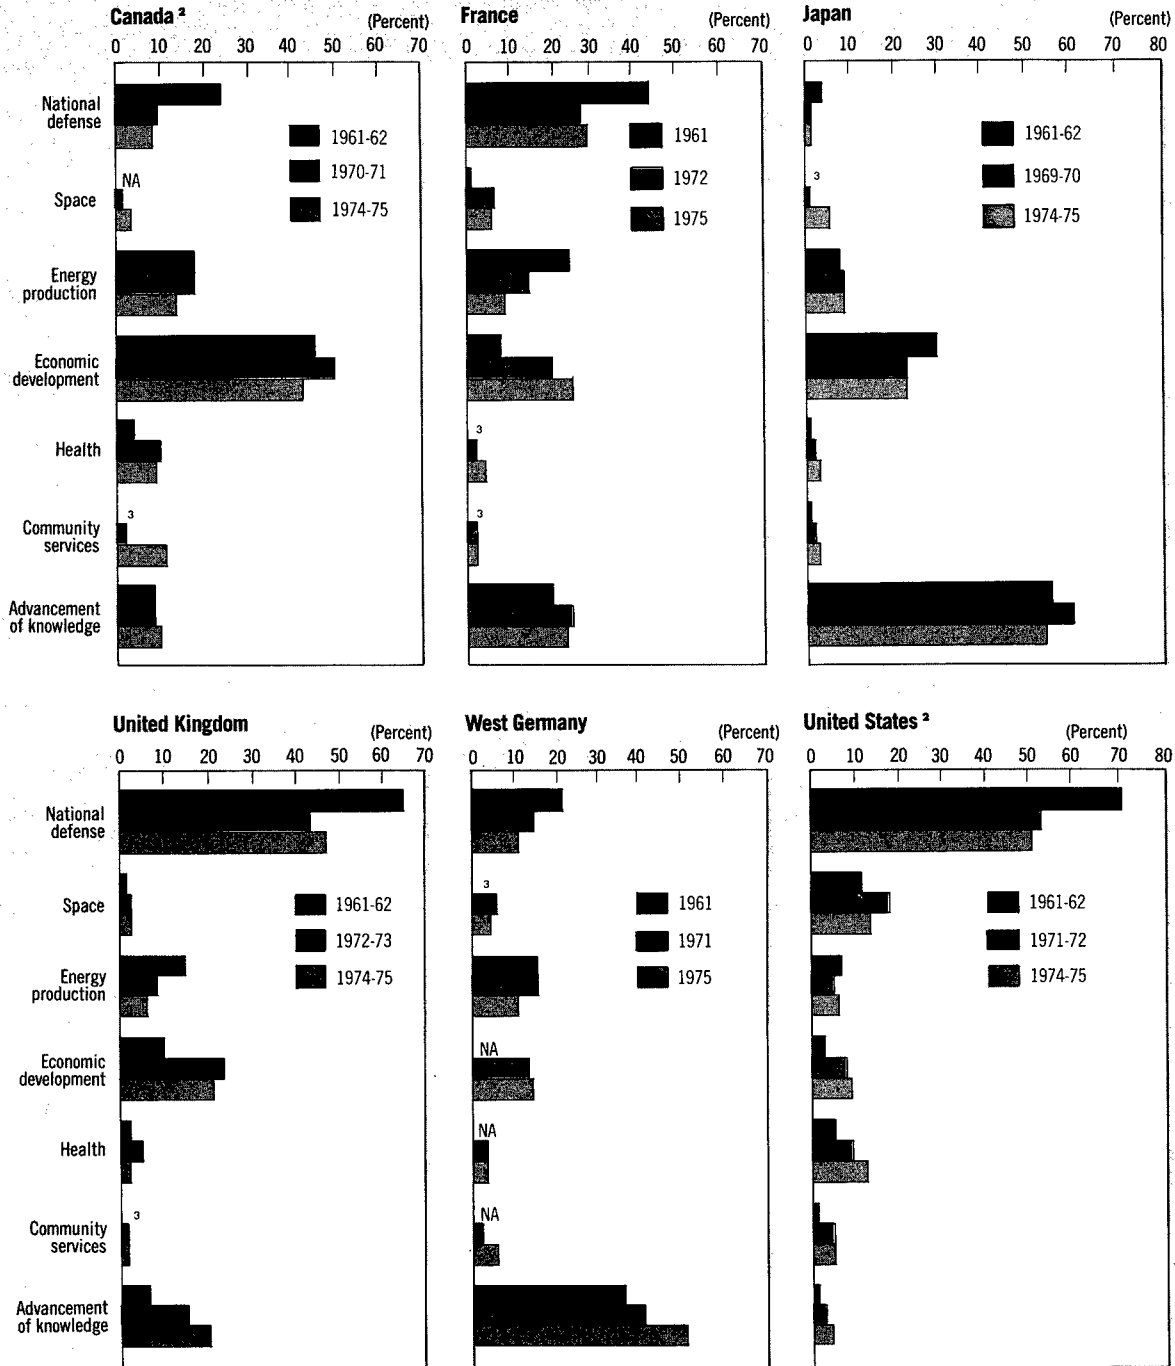 Canada ²
(Percent)
0 10 20 30 40 50 60 70
National
defense
Space
NA
Energy
production
Economic
development
Health
Community
services
3
Advancement
of knowledge
1961-62
1970-71
1974-75
France
(Percent)
0 10 20 30 40 50 60 70
1961
1972
1975
3
3
Japan
(Percent)
0 10 20 30 40 50 60 70 80
1961-62
1969-70
1974-75
3
United Kingdom
(Percent)
0 10 20 30 40 50 60 70
National
defense
Space
Energy
production
Economic
development
Health
Community
services
3
Advancement
of knowledge
1961-62
1972-73
1974-75
West Germany
(Percent)
0 10 20 30 40 50 60 70
3
1961
1971
1975
NA
NA
NA
United States ²
(Percent)
0 10 20 30 40 50 60 70 80
1961-62
1971-72
1974-75